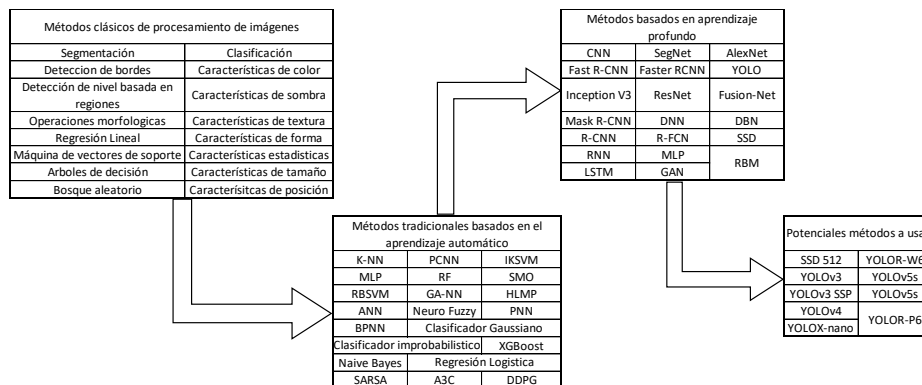 Métodos clásicos de procesamiento de imágenes
Segmentación Clasificación
Deteccion de bordes Características de color
Detección de nivel basada en
regiones Características de sombra
Operaciones morfologicas Características de textura
Regresión Lineal Características de forma
Máquina de vectores de soporte Características estadisticas
Arboles de decisión Características de tamaño
Bosque aleatorio Caracterísitcas de posición
Métodos tradicionales basados en el
aprendizaje automático
K-NN PCNN IKSVM
MLP RF SMO
RBSVM GA-NN HLMP
ANN Neuro Fuzzy PNN
BPNN Clasificador Gaussiano
Clasificador improbabilistico XGBoost
Naive Bayes Regresión Logistica
SARSA A3C DDPG
Métodos basados en aprendizaje
profundo
CNN SegNet AlexNet
Fast R-CNN Faster RCNN YOLO
Inception V3 ResNet Fusion-Net
Mask R-CNN DNN DBN
R-CNN R-FCN SSD
RNN MLP RBM
LSTM GAN
Potenciales métodos a usa
SSD 512 YOLOR-W6
YOLOv3 YOLOv5s
YOLOv3 SSP YOLOv5s
YOLOv4 YOLOR-P6
YOLOX-nano